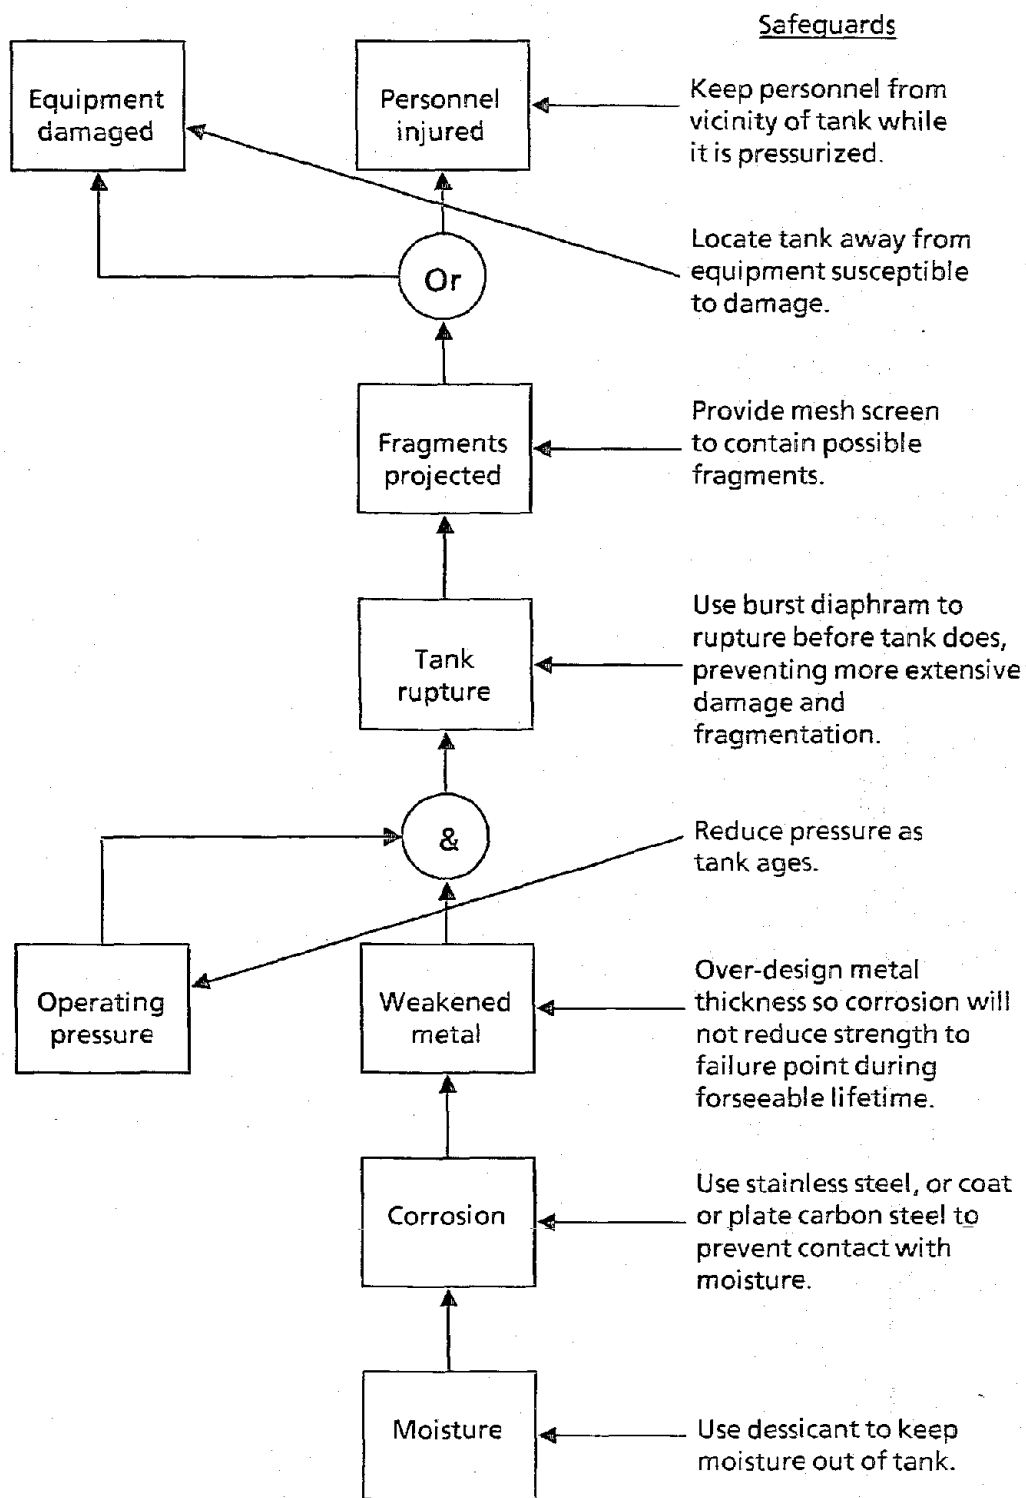 Safeguards
Equipment
damaged
Personnel
injured
Keep personnel from
vicinity of tank while
it is pressurized.
Locate tank away from
equipment susceptible
to damage.
Or
Fragments
projected
Provide mesh screen
to contain possible
fragments.
Tank
rupture
Use burst diaphram to
rupture before tank does,
preventing more extensive
damage and
fragmentation.
&
Reduce pressure as
tank ages.
Operating
pressure
Weakened
metal
Over-design metal
thickness so corrosion will
not reduce strength to
failure point during
forseeable lifetime.
Corrosion
Use stainless steel, or coat
or plate carbon steel to
prevent contact with
moisture.
Moisture
Use dessicant to keep
moisture out of tank.